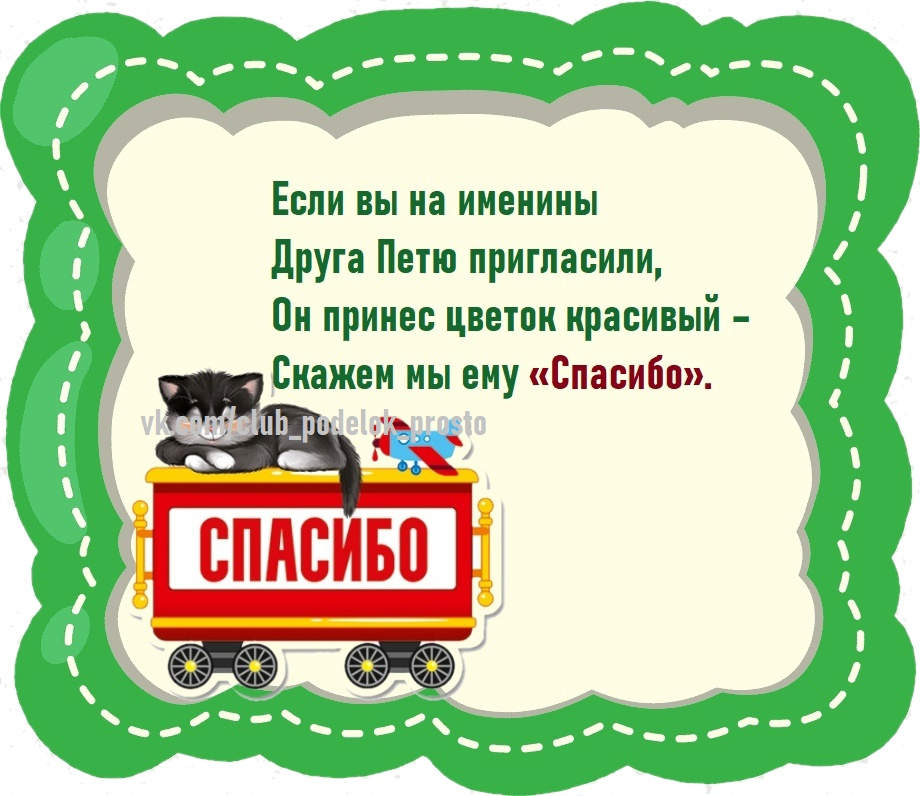 Если вы на именины
Друга Петю пригласили,
Он принес цветок красивый –
Скажем мы ему «Спасибо».
vk.com/club_podelok_prosto
СПАСИБО